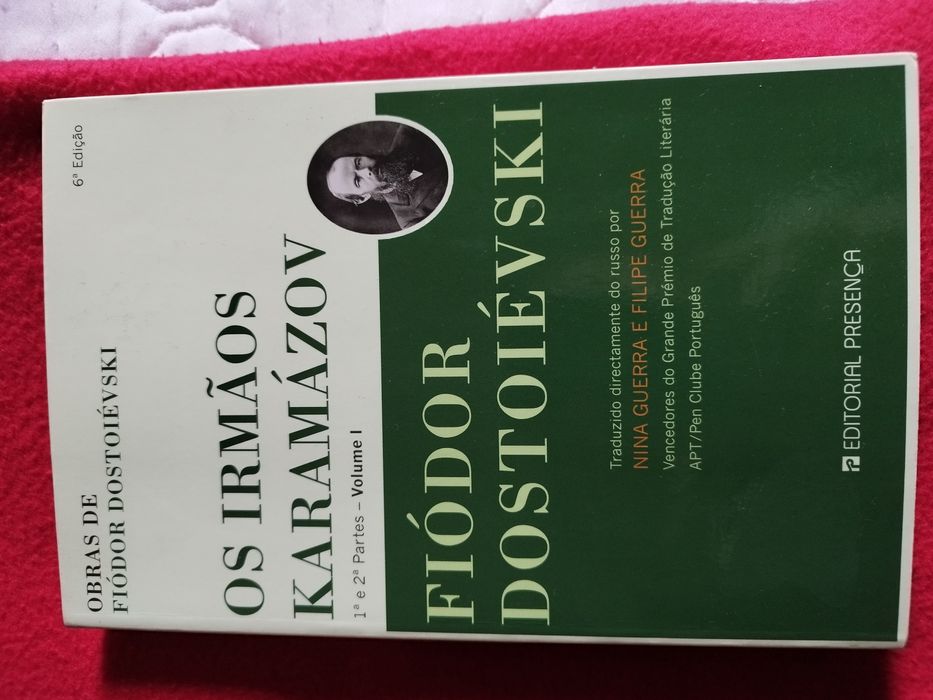 OBRAS DE
FIÓDOR DOSTOIÉVSKI
6ª Edição
OS IRMÃOS
KARAMÁZOV
1ª e 2ª Partes – Volume I
FIÓDOR
DOSTOIÉVSKI
Traduzido directamente do russo por
NINA GUERRA E FILIPE GUERRA
Vencedores do Grande Prémio de Tradução Literária
APT/Pen Clube Português
EDITORIAL PRESENÇA